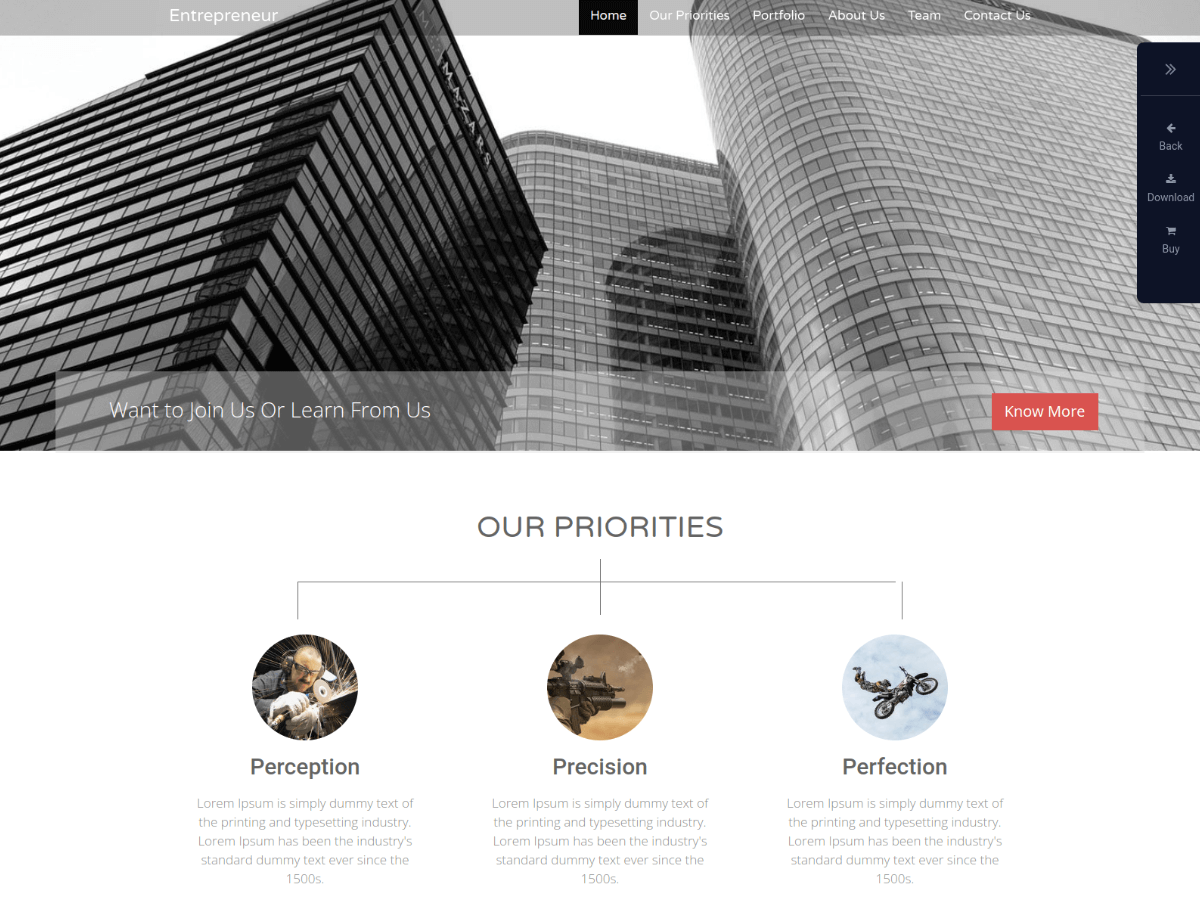 Entrepreneur
Home Our Priorities Portfolio About Us Team Contact Us
MAZARS
Back
Download
Buy
Want to Join Us Or Learn From Us
Know More
OUR PRIORITIES
Perception
Lorem Ipsum is simply dummy text of
the printing and typesetting industry.
Lorem Ipsum has been the industry's
standard dummy text ever since the
1500s.
Precision
Lorem Ipsum is simply dummy text of
the printing and typesetting industry.
Lorem Ipsum has been the industry's
standard dummy text ever since the
1500s.
Perfection
Lorem Ipsum is simply dummy text of
the printing and typesetting industry.
Lorem Ipsum has been the industry's
standard dummy text ever since the
1500s.